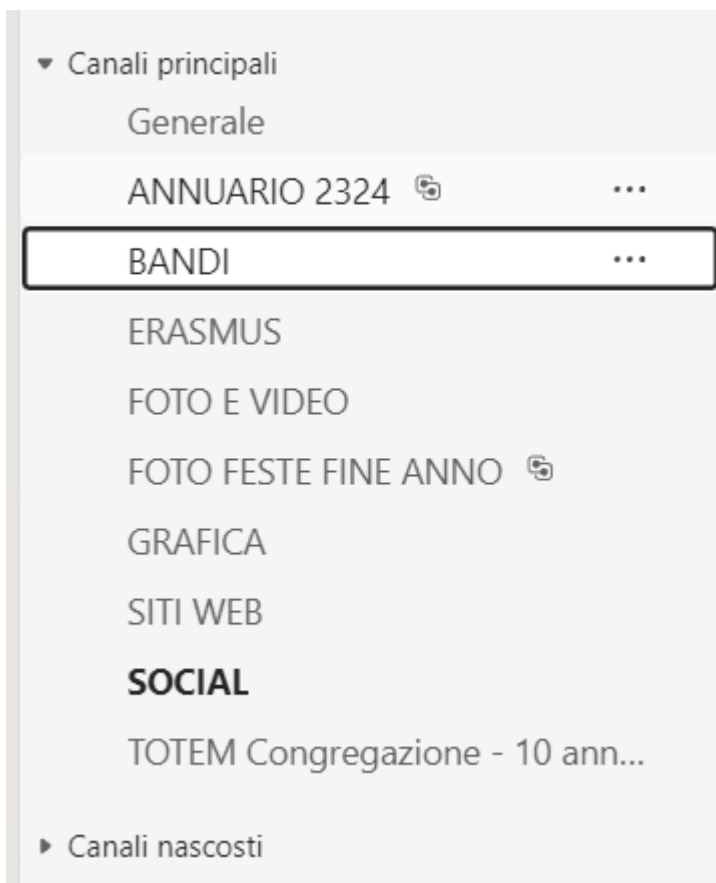 Canali principali
Generale
ANNUARIO 2324
BANDI
ERASMUS
FOTO E VIDEO
FOTO FESTE FINE ANNO
GRAFICA
SITI WEB
SOCIAL
TOTEM Congregazione - 10 ann...
Canali nascosti